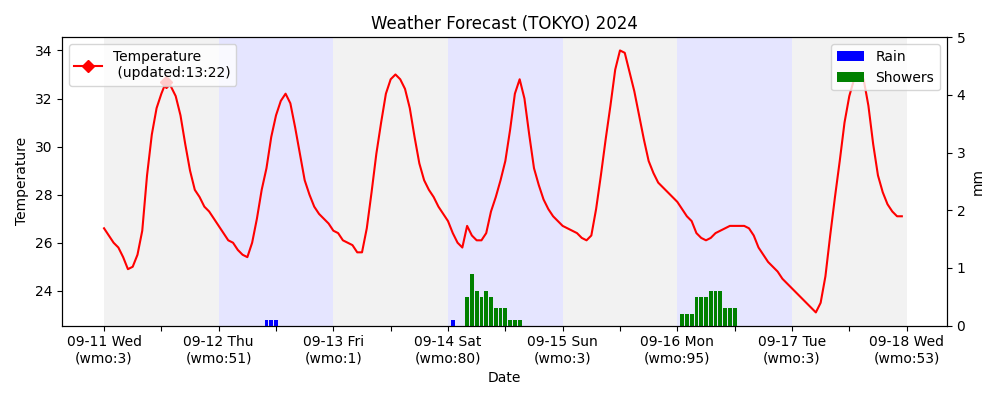 Weather Forecast (TOKYO) 2024
Temperature
(updated:13:22)
Rain
Showers
Temperature
34
32
30
28
26
24
5
4
3
2
1
0
mm
09-11 Wed
(wmo:3)
09-12 Thu
(wmo:51)
09-13 Fri
(wmo:1)
09-14 Sat
(wmo:80)
09-15 Sun
(wmo:3)
09-16 Mon
(wmo:95)
09-17 Tue
(wmo:3)
09-18 Wed
(wmo:53)
Date